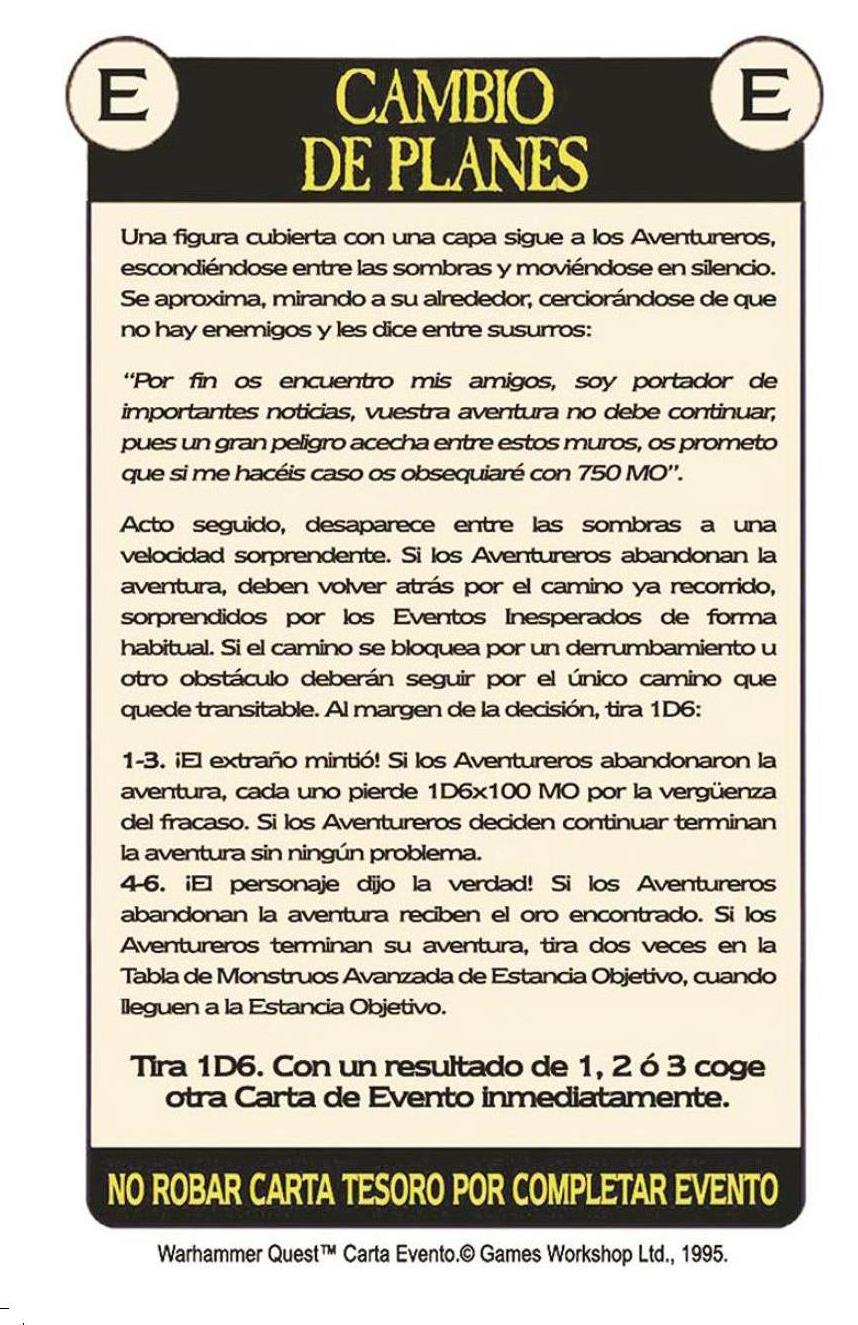 E
E
CAMBIO
DE PLANES
Una figura cubierta con una capa sigue a los Aventureros,
escondiéndose entre las sombras y moviéndose en silencio.
Se aproxima, mirando a su alrededor, cerciorándose de que
no hay enemigos y les dice entre susurros:
“Por fin os encuentro mis amigos, soy portador de
importantes noticias, vuestra aventura no debe continuar,
pues un gran peligro acecha entre estos muros, os prometo
que si me hacéis caso os obsequiaré con 750 MO”.
Acto seguido, desaparece entre las sombras a una
velocidad sorprendente. Si los Aventureros abandonan la
aventura, deben volver atrás por el camino ya recorrido,
sorprendidos por los Eventos Inesperados de forma
habitual. Si el camino se bloquea por un derrumbamiento u
otro obstáculo deberán seguir por el único camino que
quede transitable. Al margen de la decisión, tira 1D6:
1-3. ¡El extraño mintió! Si los Aventureros abandonaron la
aventura, cada uno pierde 1D6x100 MO por la vergüenza
del fracaso. Si los Aventureros deciden continuar terminan
la aventura sin ningún problema.
4-6. ¡El personaje dijo la verdad! Si los Aventureros
abandonan la aventura reciben el oro encontrado. Si los
Aventureros terminan su aventura, tira dos veces en la
Tabla de Monstruos Avanzada de Estancia Objetivo, cuando
lleguen a la Estancia Objetivo.
Tira 1D6. Con un resultado de 1, 2 ó 3 coge
otra Carta de Evento inmediatamente.
NO ROBAR CARTA TESORO POR COMPLETAR EVENTO
Warhammer Quest™ Carta Evento.© Games Workshop Ltd., 1995.